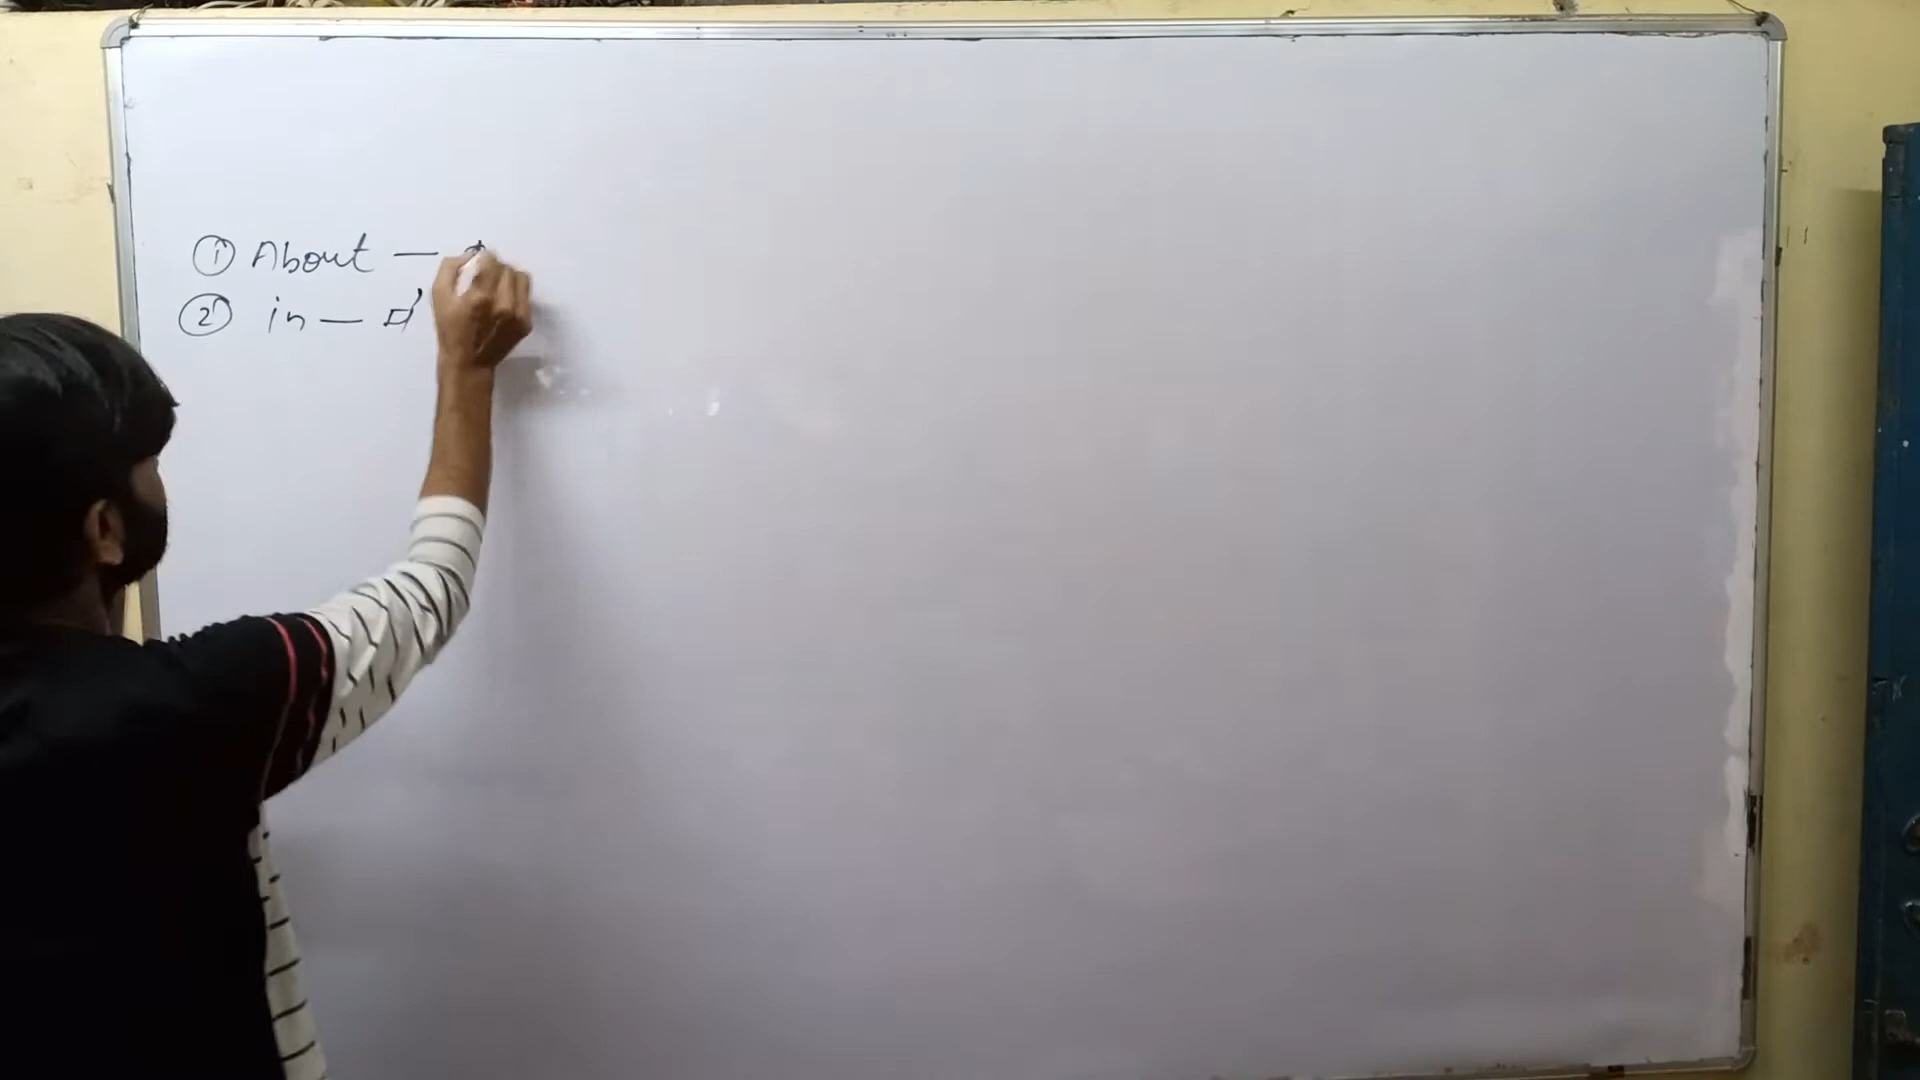 ① About —
② in —